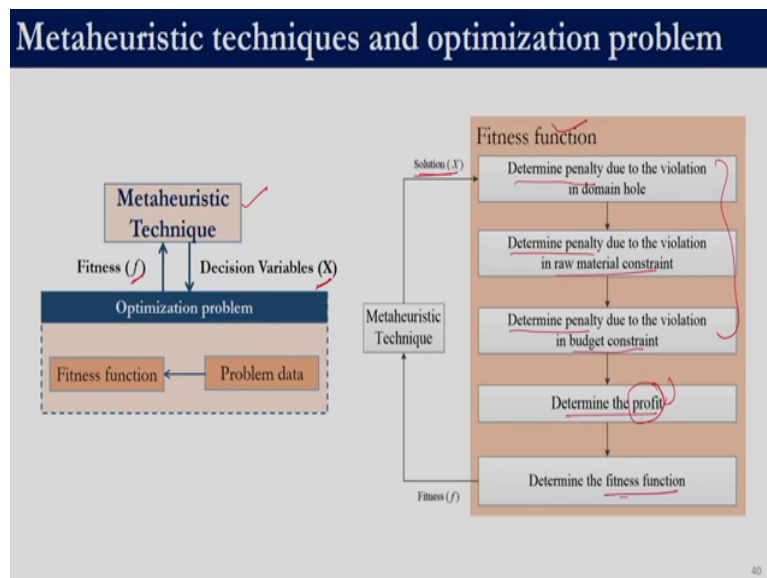 Metaheuristic techniques and optimization problem
Metaheuristic
Technique
Fitness (f)
Decision Variables (X)
Optimization problem
Fitness function
Problem data
Fitness function
Solution (X)
Determine penalty due to the violation
in domain hole
Determine penalty due to the violation
in raw material constraint
Metaheuristic
Technique
Determine penalty due to the violation
in budget constraint
Determine the profit
Determine the fitness function
Fitness (f)
40